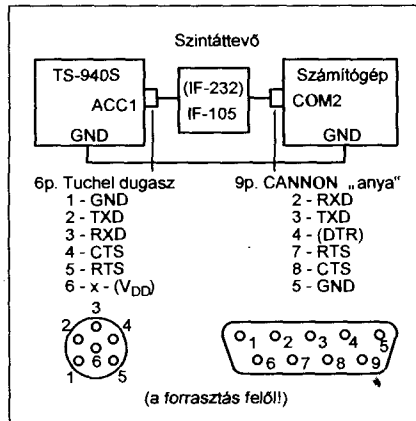 Szintáttevő
TS-940S
ACC1
GND
(IF-232)
IF-105
Számítógép
COM2
GND
6p. Tuchel dugasz
1 - GND
2 - TXD
3 - RXD
4 - CTS
5 - RTS
6 - x - (VDD)
9p. CANNON „anya”
2 - RXD
3 - TXD
4 - (DTR)
7 - RTS
8 - CTS
5 - GND
3
2 4
6
1 5
1 2 3 4 5
6 7 8 9
(a forrasztás felől!!)